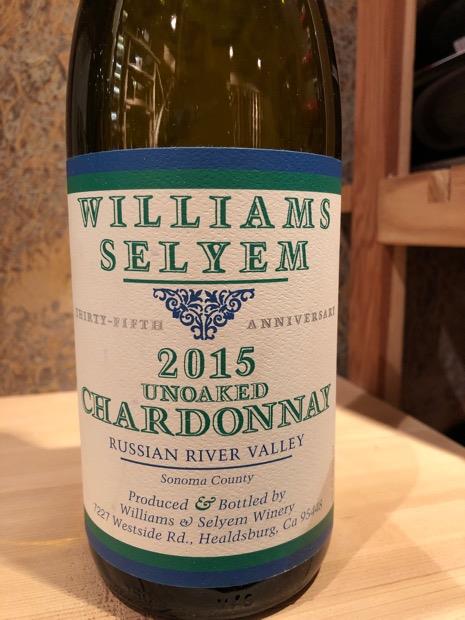 WILLIAMS
SELYEM
THIRTY-FIFTH ANNIVERSARY
2015
UNOAKED
CHARDONNAY
RUSSIAN RIVER VALLEY
Sonoma County
Produced & Bottled by
Williams & Selyem Winery
7227 Westside Rd., Healdsburg, Ca 95448